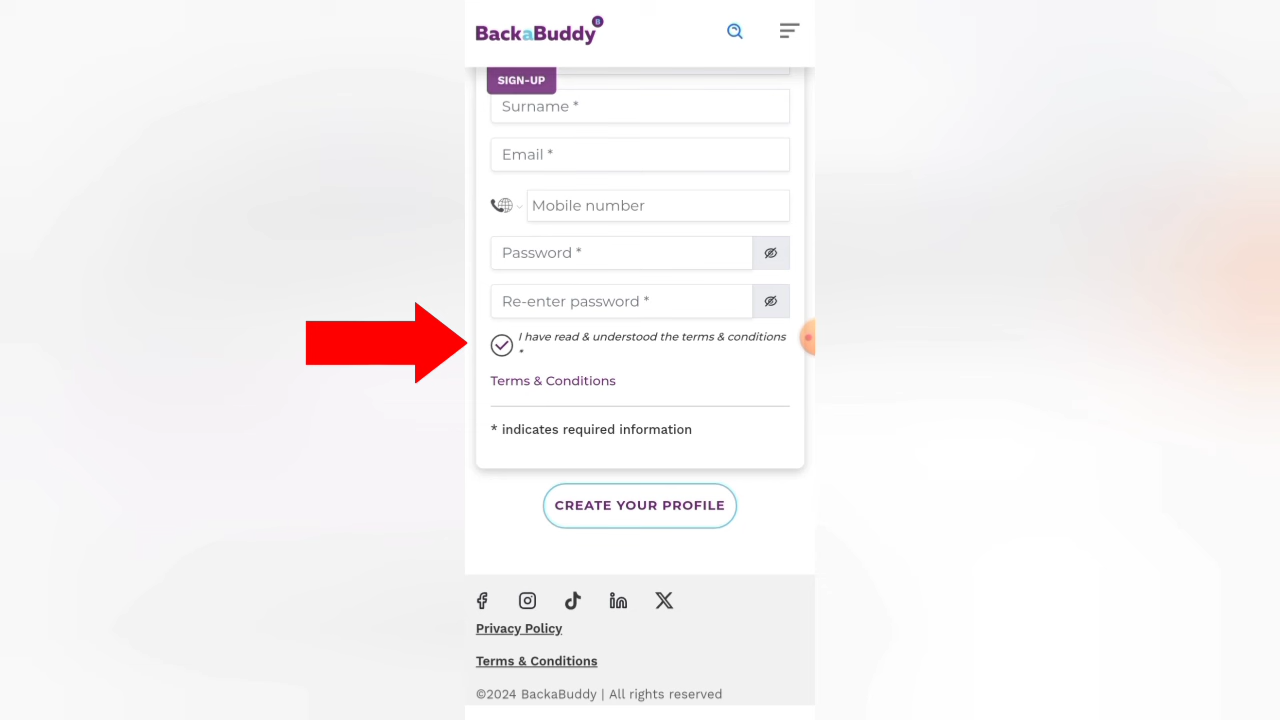 BackaBuddy B
SIGN-UP
Surname *
Email *
Mobile number
Password *
Re-enter password *
I have read & understood the terms & conditions
*
Terms & Conditions
* indicates required information
CREATE YOUR PROFILE
Privacy Policy
Terms & Conditions
©2024 BackaBuddy | All rights reserved